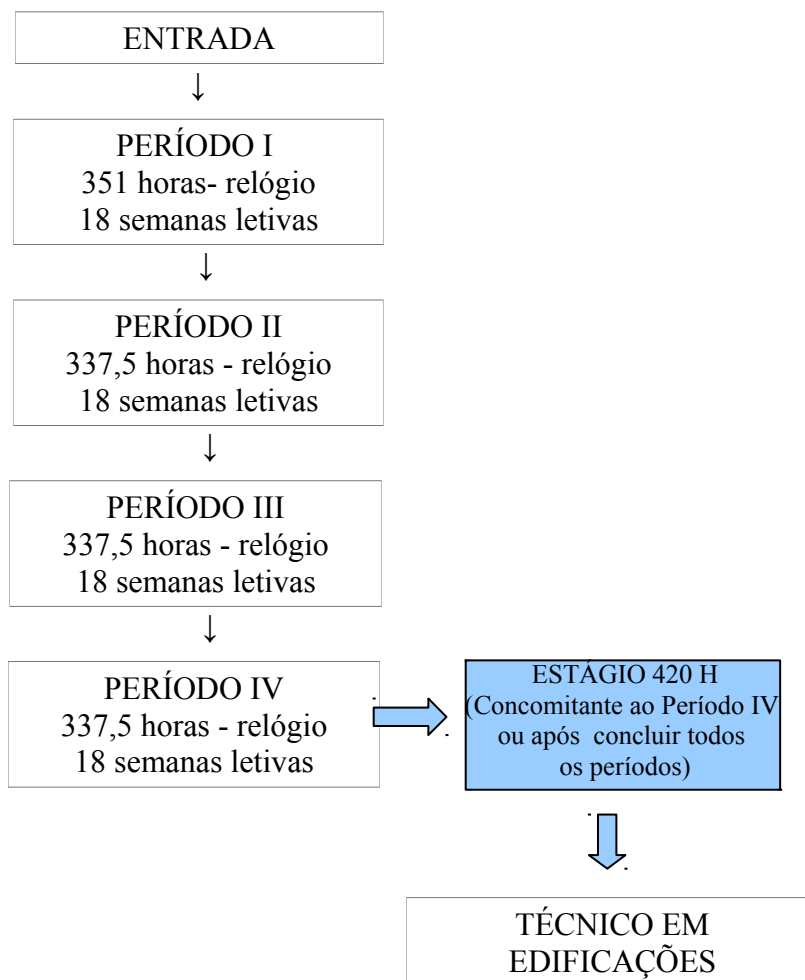 ENTRADA
↓
PERÍODO I
351 horas- relógio
18 semanas letivas
↓
PERÍODO II
337,5 horas - relógio
18 semanas letivas
↓
PERÍODO III
337,5 horas - relógio
18 semanas letivas
↓
PERÍODO IV
337,5 horas - relógio
18 semanas letivas
ESTÁGIO 420 H
(Concomitante ao Período IV
ou após concluir todos
os períodos)
TÉCNICO EM
EDIFICAÇÕES